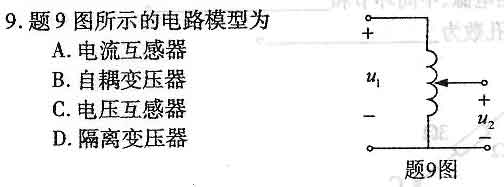 9. 题9图所示的电路模型为
A. 电流互感器
B. 自耦变压器
C. 电压互感器
D. 隔离变压器
+
u₁
−
+
u₂
−
题9图